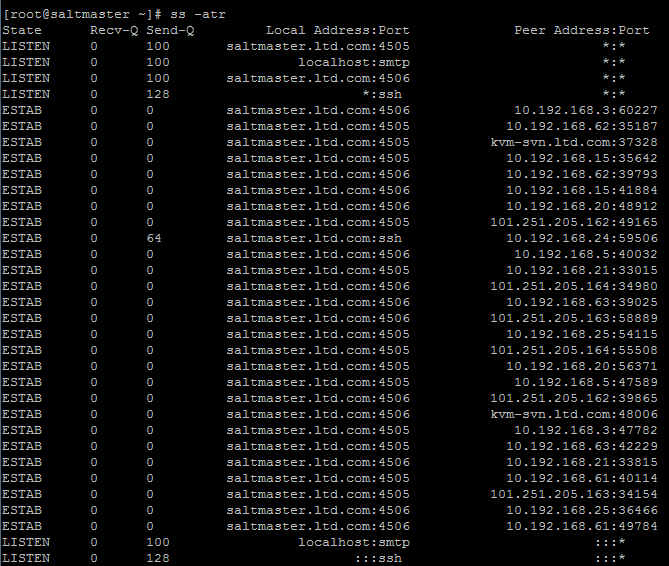 [root@saltmaster ~]# ss -atr
State Recv-Q Send-Q Local Address:Port Peer Address:Port
LISTEN 0 100 saltmaster.ltd.com:4505 *:*
LISTEN 0 100 localhost:smtp *:*
LISTEN 0 100 saltmaster.ltd.com:4506 *:*
LISTEN 0 128 *:ssh *:*
ESTAB 0 0 saltmaster.ltd.com:4506 10.192.168.3:60227
ESTAB 0 0 saltmaster.ltd.com:4505 10.192.168.62:35187
ESTAB 0 0 saltmaster.ltd.com:4505 kvm-svn.ltd.com:37328
ESTAB 0 0 saltmaster.ltd.com:4505 10.192.168.15:35642
ESTAB 0 0 saltmaster.ltd.com:4506 10.192.168.62:39793
ESTAB 0 0 saltmaster.ltd.com:4506 10.192.168.15:41884
ESTAB 0 0 saltmaster.ltd.com:4506 10.192.168.20:48912
ESTAB 0 0 saltmaster.ltd.com:4505 101.251.205.162:49165
ESTAB 0 64 saltmaster.ltd.com:ssh 10.192.168.24:59506
ESTAB 0 0 saltmaster.ltd.com:4506 10.192.168.5:40032
ESTAB 0 0 saltmaster.ltd.com:4505 10.192.168.21:33015
ESTAB 0 0 saltmaster.ltd.com:4506 101.251.205.164:34980
ESTAB 0 0 saltmaster.ltd.com:4506 10.192.168.63:39025
ESTAB 0 0 saltmaster.ltd.com:4506 101.251.205.163:58889
ESTAB 0 0 saltmaster.ltd.com:4505 10.192.168.25:54115
ESTAB 0 0 saltmaster.ltd.com:4505 101.251.205.164:55508
ESTAB 0 0 saltmaster.ltd.com:4505 10.192.168.20:56371
ESTAB 0 0 saltmaster.ltd.com:4505 10.192.168.5:47589
ESTAB 0 0 saltmaster.ltd.com:4506 101.251.205.162:39865
ESTAB 0 0 saltmaster.ltd.com:4506 kvm-svn.ltd.com:48006
ESTAB 0 0 saltmaster.ltd.com:4505 10.192.168.3:47782
ESTAB 0 0 saltmaster.ltd.com:4505 10.192.168.63:42229
ESTAB 0 0 saltmaster.ltd.com:4506 10.192.168.21:33815
ESTAB 0 0 saltmaster.ltd.com:4505 10.192.168.61:40114
ESTAB 0 0 saltmaster.ltd.com:4505 101.251.205.163:34154
ESTAB 0 0 saltmaster.ltd.com:4506 10.192.168.25:36466
ESTAB 0 0 saltmaster.ltd.com:4506 10.192.168.61:49784
LISTEN 0 100 localhost:smtp :::*
LISTEN 0 128 :::ssh :::*